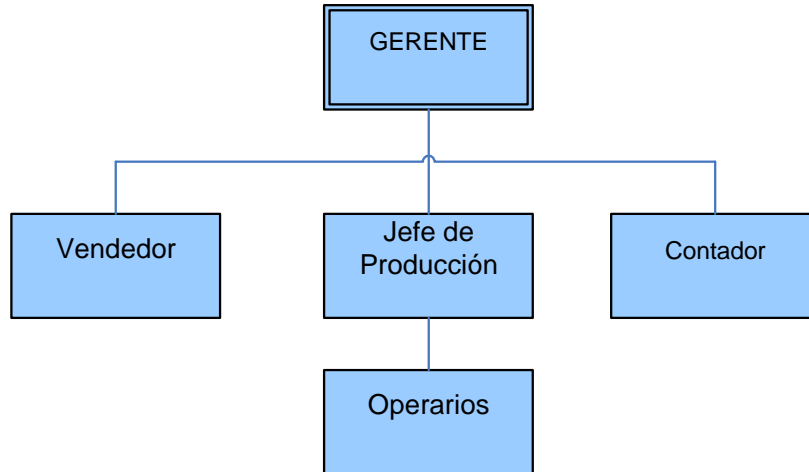 GERENTE
Vendedor
Jefe de
Producción
Contador
Operarios